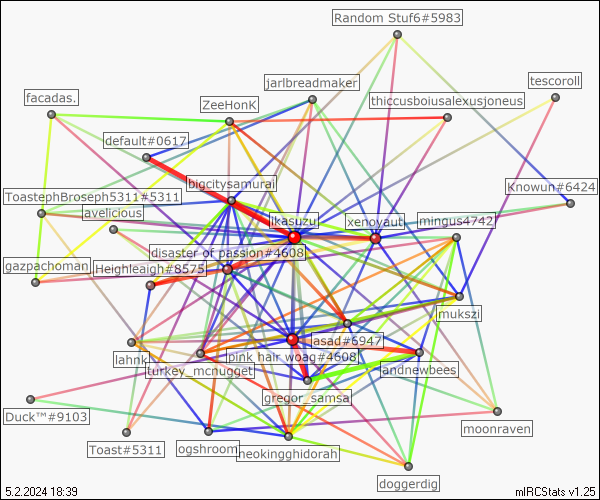 Random Stuf6#5983
jarlbreadmaker
tescoroll
facadas.
ZeeHonK
thiccusboiusalexusjoneus
default#0617
bigcitysamurai
Knowun#6424
ToastephBroseph5311#5311
avelicious
ikasuzu
xenoyaut
mingus4742
disaster of passion#4608
gazpachoman
Heighleigh#8575
mukszi
asad#6947
lahnk
pink hair woag#4608
turkey_mcnugget
andnewbees
gregor_samsa
Duck™#9103
moonraven
Toast#5311
ogshroom
neokingghidorah
doggerdig
5.2.2024 18:39
mIRCStats v1.25